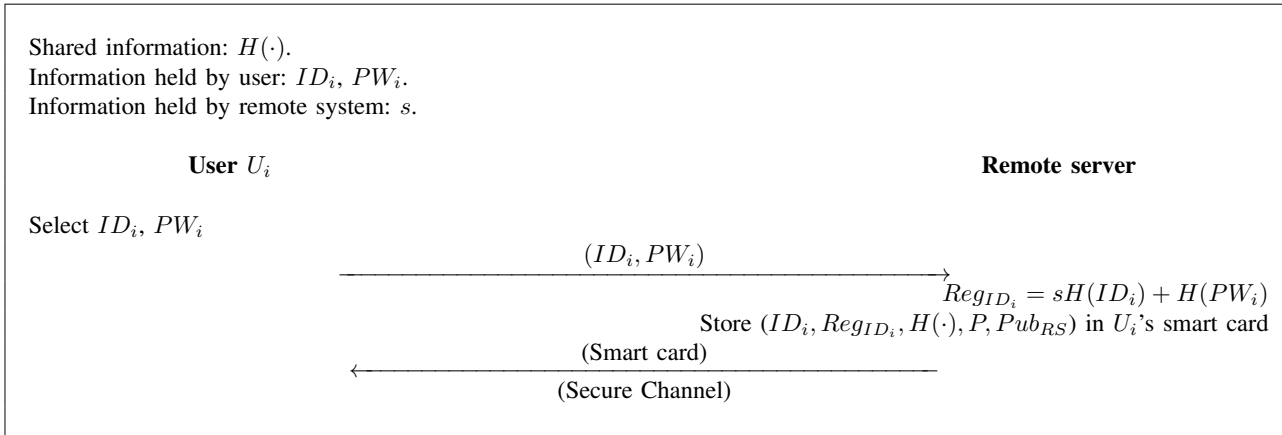 Shared information: H(·).
Information held by user: ID_i, PW_i.
Information held by remote system: s.
User U_i
Remote server
Select ID_i, PW_i
(ID_i, PW_i)
Reg_{ID_i} = sH(ID_i) + H(PW_i)
Store (ID_i, Reg_{ID_i}, H(·), P, Pub_{RS}) in U_i's smart card
(Smart card)
(Secure Channel)